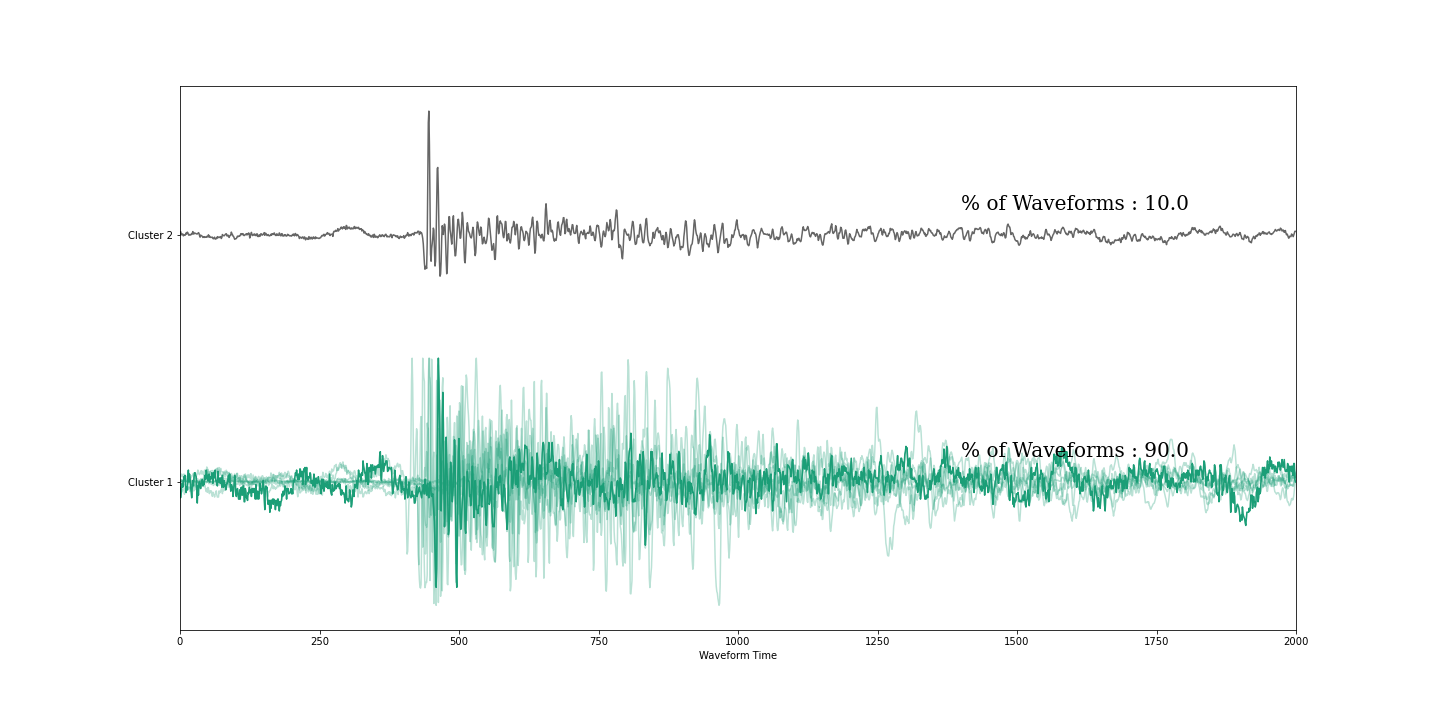 % of Waveforms : 10.0
Cluster 2
% of Waveforms : 90.0
Cluster 1
0 250 500 750 1000 1250 1500 1750 2000
Waveform Time